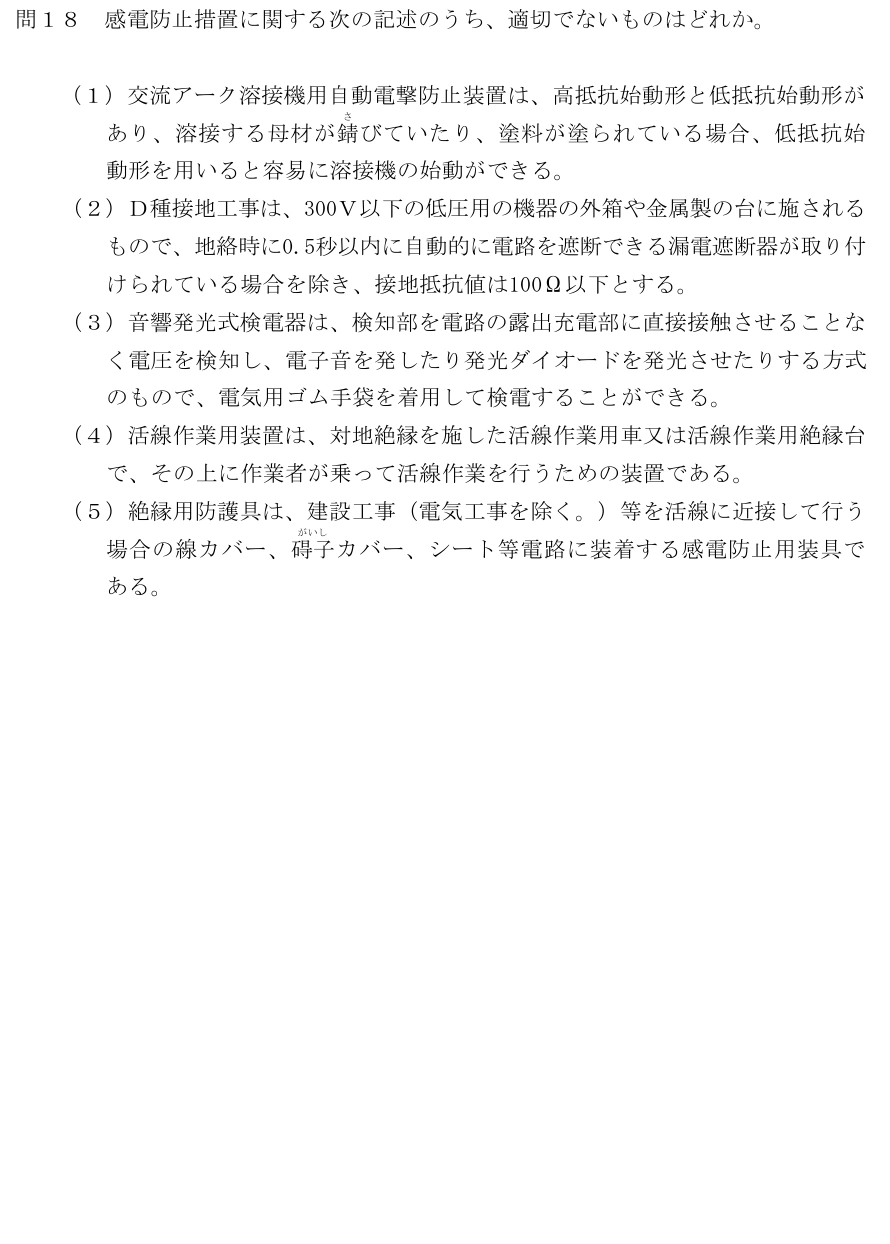 問１８　感電防止措置に関する次の記述のうち、適切でないものはどれか。
（１）交流アーク溶接機用自動電撃防止装置は、高抵抗始動形と低抵抗始動形が
さ
あり、溶接する母材が錆びていたり、塗料が塗られている場合、低抵抗始
動形を用いると容易に溶接機の始動ができる。
（２）Ｄ種接地工事は、300Ｖ以下の低圧用の機器の外箱や金属製の台に施される
もので、地絡時に0.5秒以内に自動的に電路を遮断できる漏電遮断器が取り付
けられている場合を除き、接地抵抗値は100Ω以下とする。
（３）音響発光式検電器は、検知部を電路の露出充電部に直接接触させることな
く電圧を検知し、電子音を発したり発光ダイオードを発光させたりする方式
のもので、電気用ゴム手袋を着用して検電することができる。
（４）活線作業用装置は、対地絶縁を施した活線作業用車又は活線作業用絶縁台
で、その上に作業者が乗って活線作業を行うための装置である。
（５）絶縁用防護具は、建設工事（電気工事を除く。）等を活線に近接して行う
がいし
場合の線カバー、碍子カバー、シート等電路に装着する感電防止用装具で
ある。